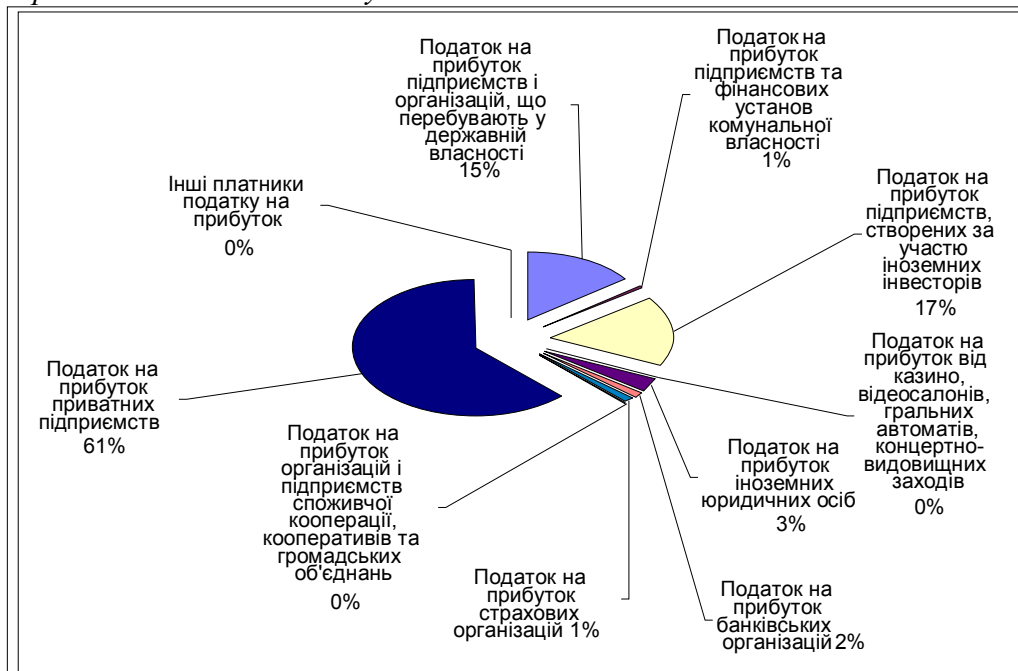 Податок на
прибуток
підприємств і
організацій, що
перебувають у
державній
власності
15%
Податок на
прибуток
підприємств та
фінансових
установ
комунальної
власності
1%
Інші платники
податку на
прибуток
0%
Податок на
прибуток
підприємств,
створених за
участю
іноземних
інвесторів
17%
Податок на
прибуток від
казино,
відеосалонів,
гральних
автоматів,
концертно-
видовищних
заходів
0%
Податок на
прибуток
приватних
підприємств
61%
Податок на
прибуток
організацій і
підприємств
споживчої
кооперації,
кооперативів та
громадських
об'єднань
0%
Податок на
прибуток
іноземних
юридичних осіб
3%
Податок на
прибуток
страхових
організацій 1%
Податок на
прибуток
банківських
організацій 2%